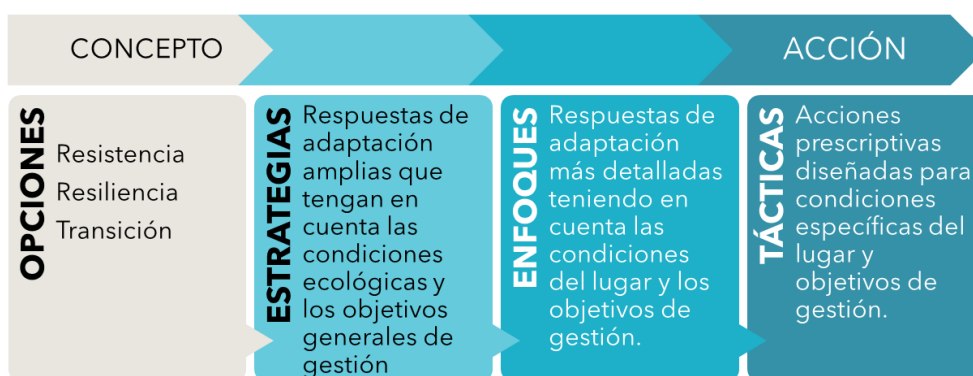 CONCEPTO
ACCIÓN
OPCIONES
Resistencia
Resiliencia
Transición
ESTRATEGIAS
Respuestas de
adaptación
amplias que
tengan en
cuenta las
condiciones
ecológicas y
los objetivos
generales de
gestión
ENFOQUES
Respuestas de
adaptación
más detalladas
teniendo en
cuenta las
condiciones
del lugar y los
objetivos de
gestión.
TÁCTICAS
Acciones
prescriptivas
diseñadas para
condiciones
específicas del
lugar y
objetivos de
gestión.